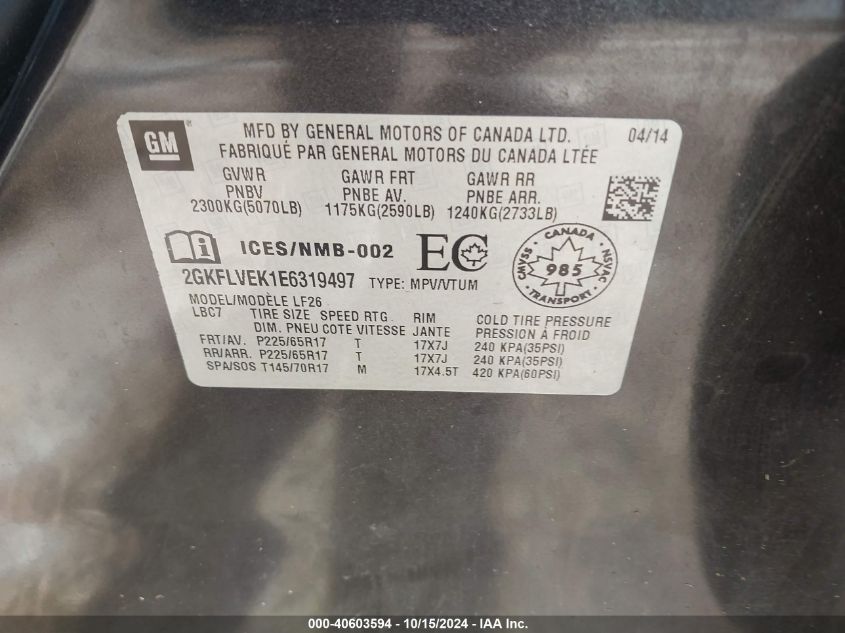 GM
MFD BY GENERAL MOTORS OF CANADA LTD. 04/14
FABRIQUÉ PAR GENERAL MOTORS DU CANADA LTÉE
GVWR GAWR FRT GAWR RR
PNBV PNBE AV. PNBE ARR.
2300KG(5070LB) 1175KG(2590LB) 1240KG(2733LB)
ICES/NMB-002 EC
CANADA
CMVSS 985 NSVAC
TRANSPORT
2GKFLVEK1E6319497 TYPE: MPV/VTUM
MODEL/MODÈLE LF26
LBC7 TIRE SIZE SPEED RTG RIM COLD TIRE PRESSURE
DIM. PNEU COTE VITESSE JANTE PRESSION À FROID
FRT/AV. P225/65R17 T 17X7J 240 KPA(35PSI)
RR/ARR. P225/65R17 T 17X7J 240 KPA(35PSI)
SPA/SOS T145/70R17 M 17X4.5T 420 KPA(60PSI)
000-40603594 - 10/15/2024 - IAA Inc.